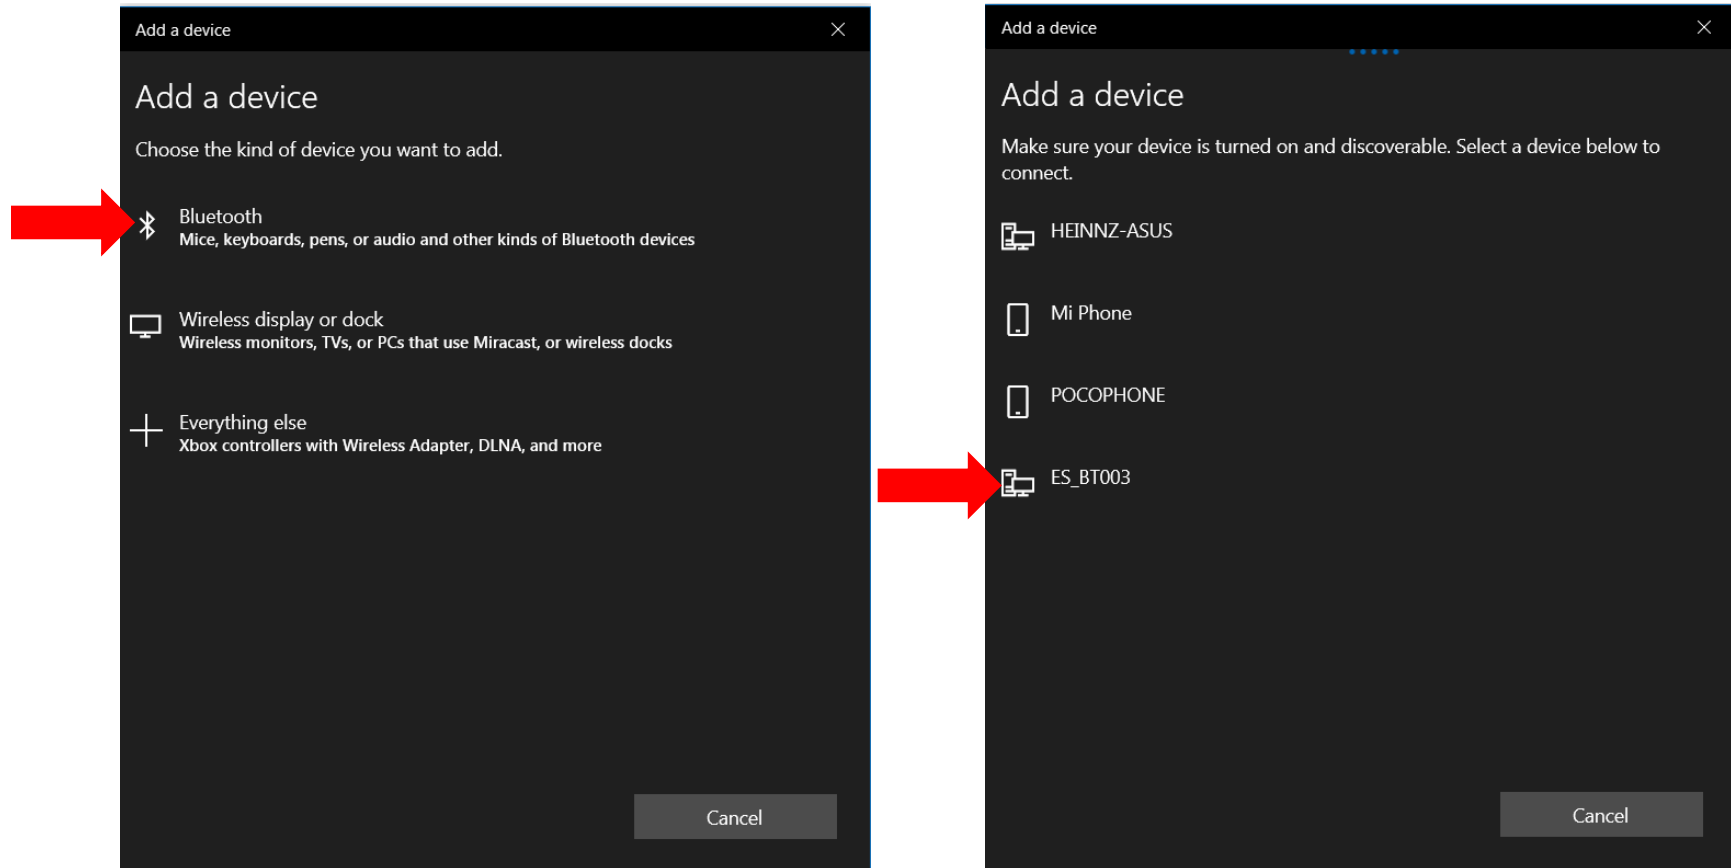 Add a device
Add a device
Choose the kind of device you want to add.
Bluetooth
Mice, keyboards, pens, or audio and other kinds of Bluetooth devices
Wireless display or dock
Wireless monitors, TVs, or PCs that use Miracast, or wireless docks
Everything else
Xbox controllers with Wireless Adapter, DLNA, and more
Cancel
Add a device
Add a device
Make sure your device is turned on and discoverable. Select a device below to
connect.
HEINNZ-ASUS
Mi Phone
POCOPHONE
ES_BT003
Cancel